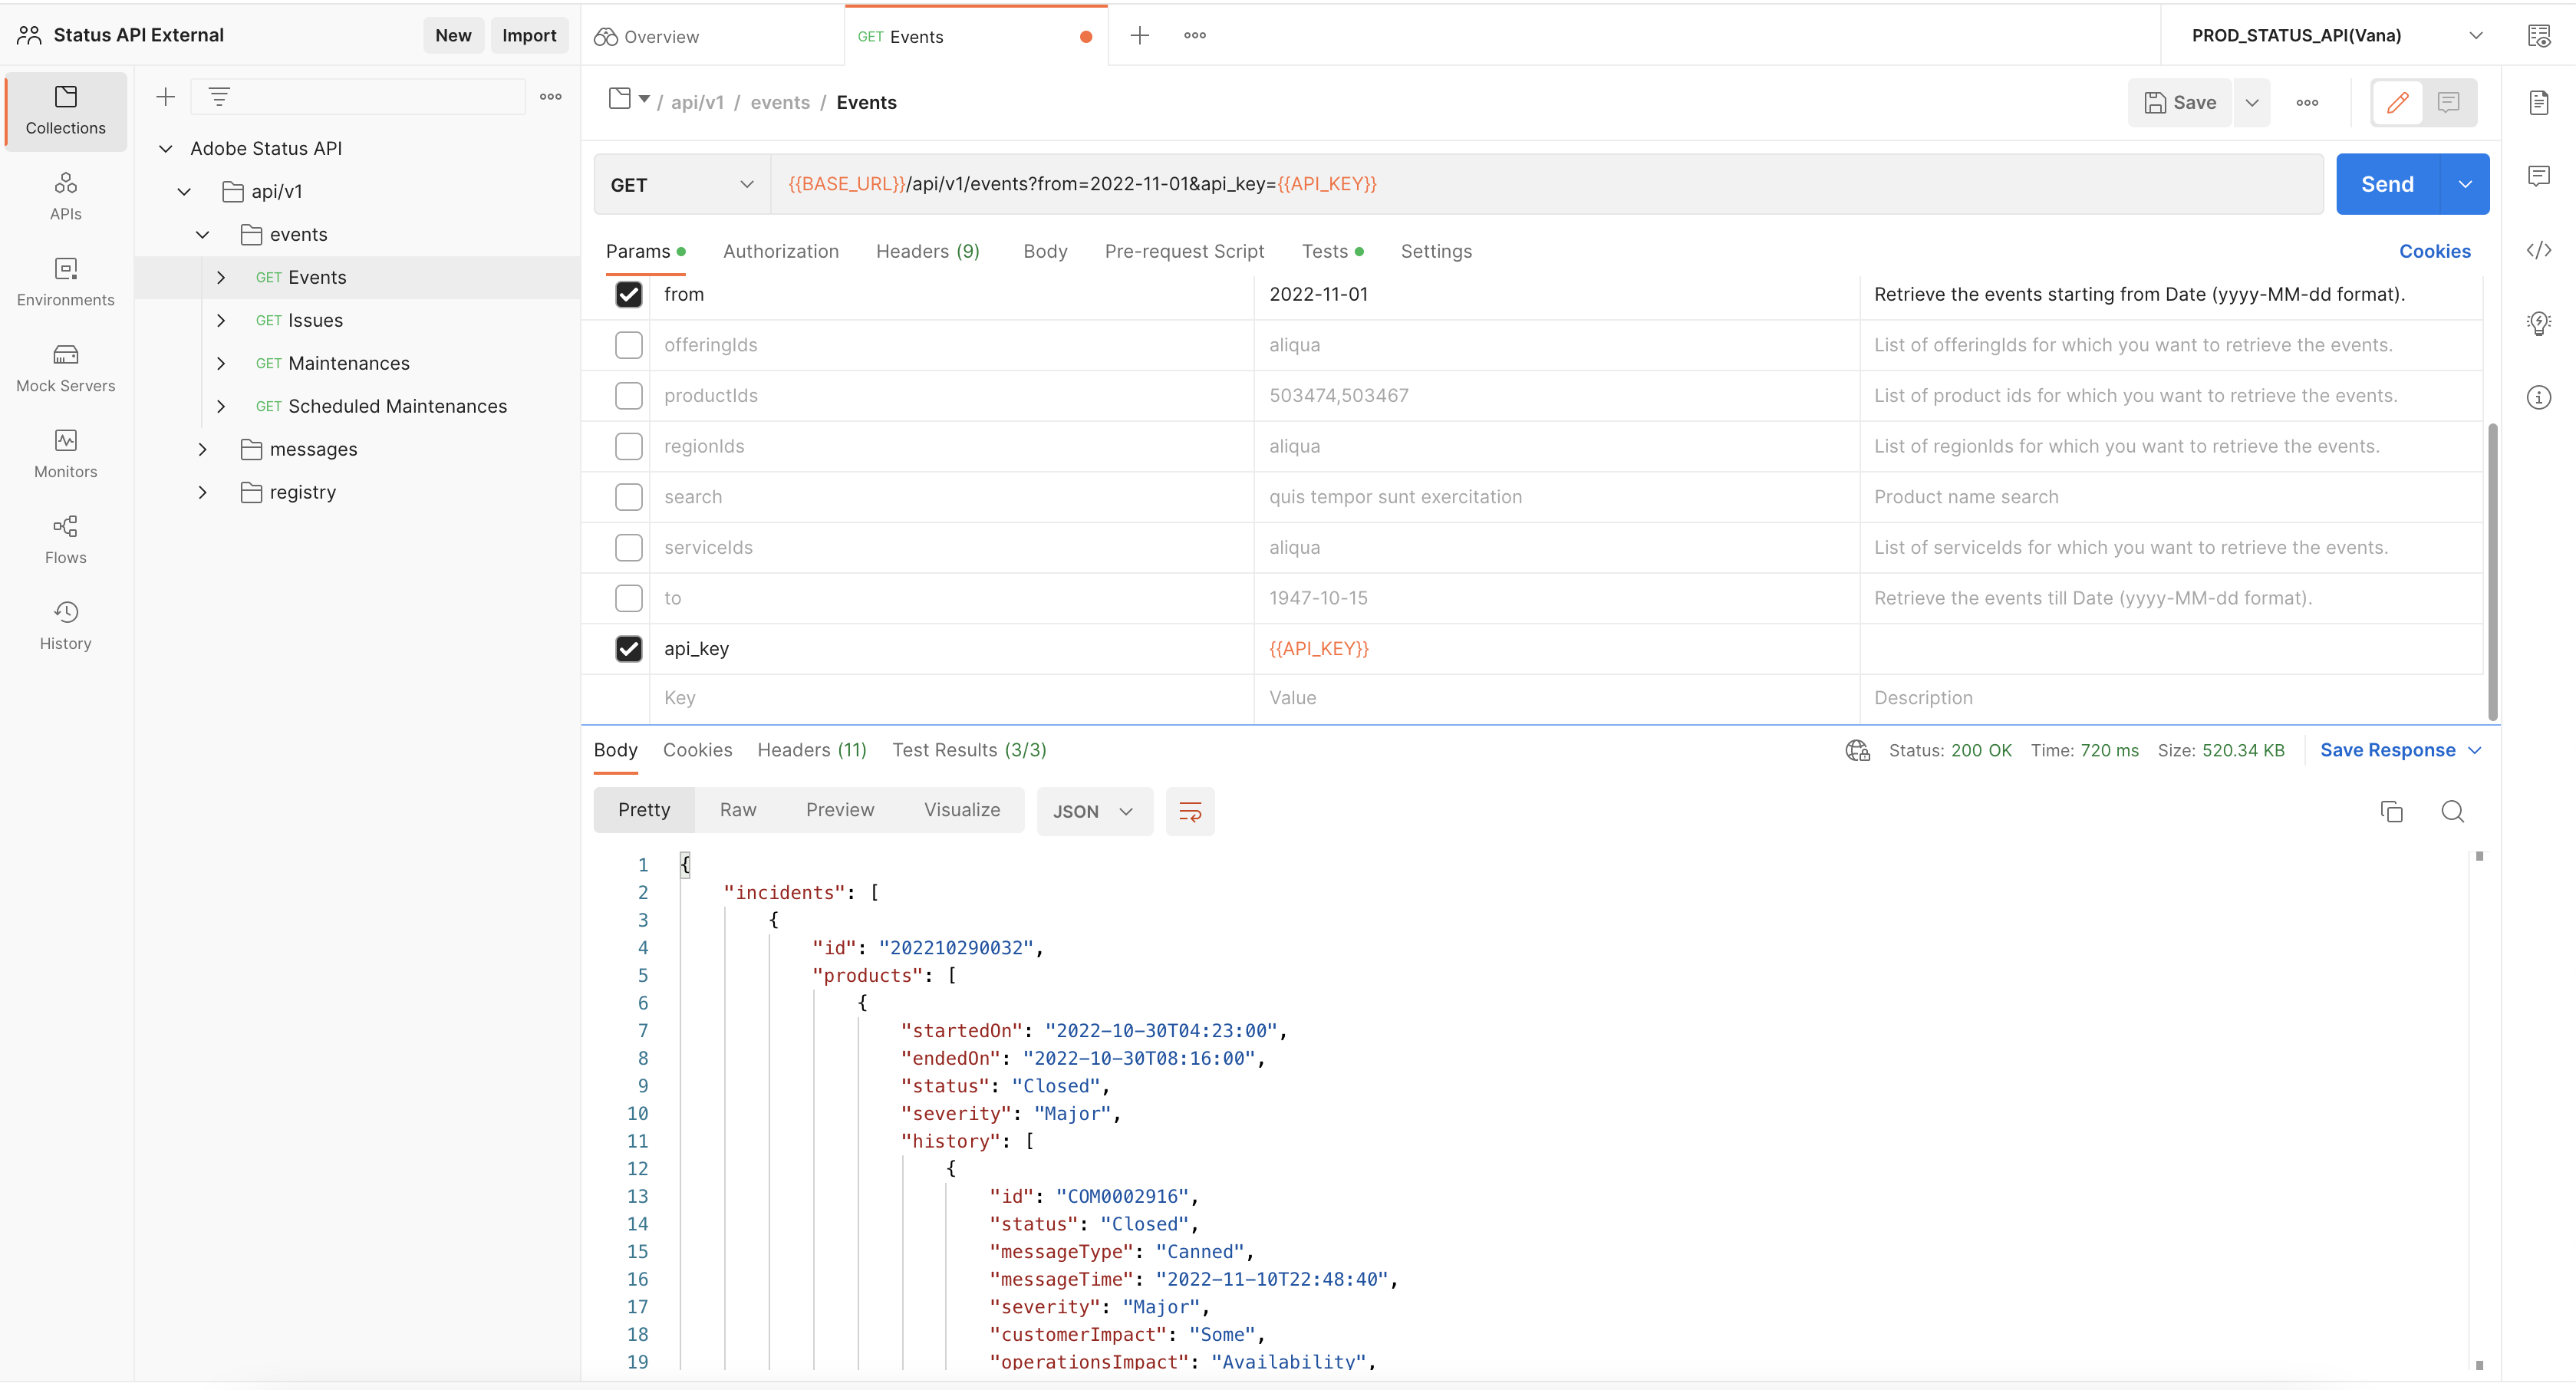 Status API External
New
Import
Overview
GET Events
PROD_STATUS_API(Vana)
Collections
APIs
Environments
Mock Servers
Monitors
Flows
History
Adobe Status API
api/v1
events
GET Events
GET Issues
GET Maintenances
GET Scheduled Maintenances
messages
registry
/ api/v1 / events / Events
Save
GET
{{BASE_URL}}/api/v1/events?from=2022-11-01&api_key={{API_KEY}}
Send
Params Authorization Headers (9) Body Pre-request Script Tests Settings Cookies
from 2022-11-01 Retrieve the events starting from Date (yyyy-MM-dd format).
offeringIds aliqua List of offeringIds for which you want to retrieve the events.
productIds 503474,503467 List of product ids for which you want to retrieve the events.
regionIds aliqua List of regionIds for which you want to retrieve the events.
search quis tempor sunt exercitation Product name search
serviceIds aliqua List of serviceIds for which you want to retrieve the events.
to 1947-10-15 Retrieve the events till Date (yyyy-MM-dd format).
api_key {{API_KEY}}
Key Value Description
Body Cookies Headers (11) Test Results (3/3) Status: 200 OK Time: 720 ms Size: 520.34 KB Save Response
Pretty Raw Preview Visualize JSON
1 {
2 "incidents": [
3 {
4 "id": "202210290032",
5 "products": [
6 {
7 "startedOn": "2022-10-30T04:23:00",
8 "endedOn": "2022-10-30T08:16:00",
9 "status": "Closed",
10 "severity": "Major",
11 "history": [
12 {
13 "id": "COM0002916",
14 "status": "Closed",
15 "messageType": "Canned",
16 "messageTime": "2022-11-10T22:48:40",
17 "severity": "Major",
18 "customerImpact": "Some",
19 "operationsImpact": "Availability",